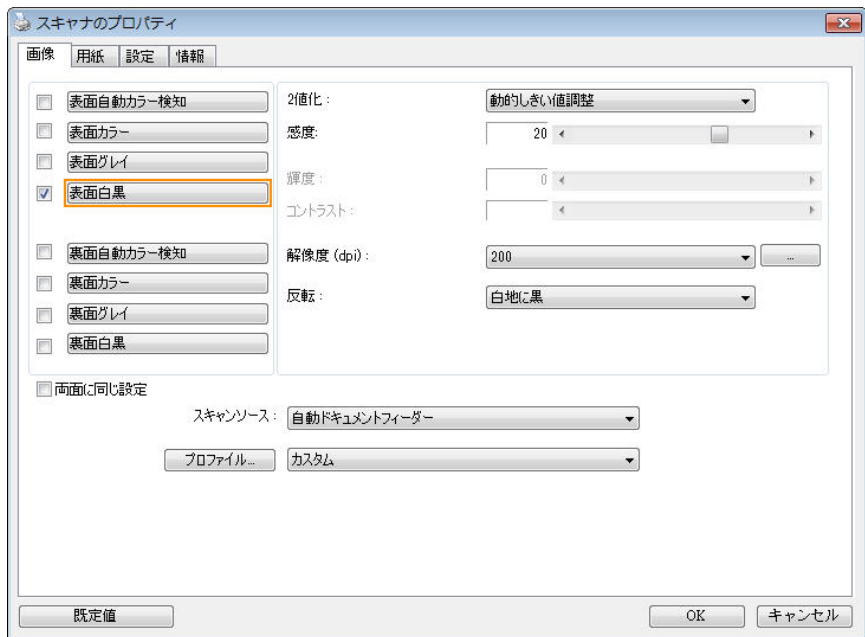 スキャナのプロパティ
画像 用紙 設定 情報
表面自動カラー検知 2値化: 動的しきい値調整
表面カラー 感度: 20
表面グレイ 輝度: 0
表面白黒 コントラスト:
裏面自動カラー検知 解像度 (dpi): 200 ...
裏面カラー 反転: 白地に黒
裏面グレイ
裏面白黒
両面に同じ設定
スキャンソース: 自動ドキュメントフィーダー
プロファイル... カスタム
既定値 OK キャンセル